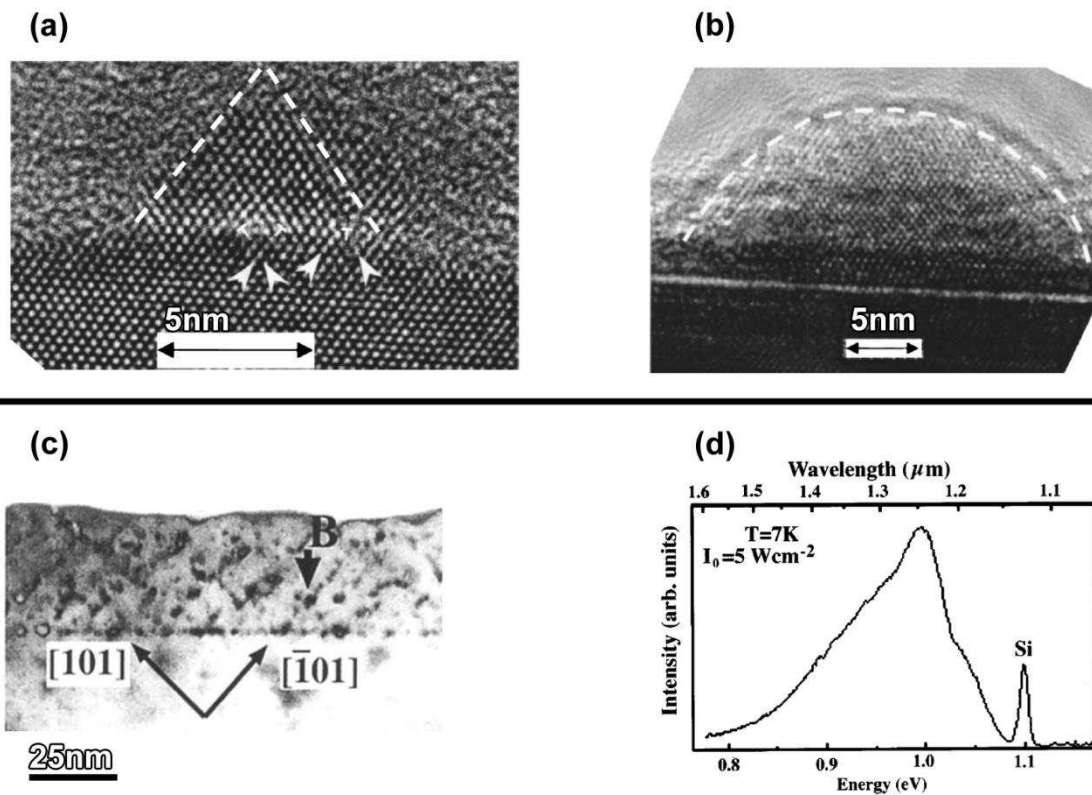 (a)
(b)
5nm
5nm
(c)
(d)
B
[101]
[1̄01]
25nm
Wavelength (μm)
1.6 1.5 1.4 1.3 1.2 1.1
T=7K
I₀=5 Wcm⁻²
Si
Intensity (arb. units)
0.8 0.9 1.0 1.1
Energy (eV)